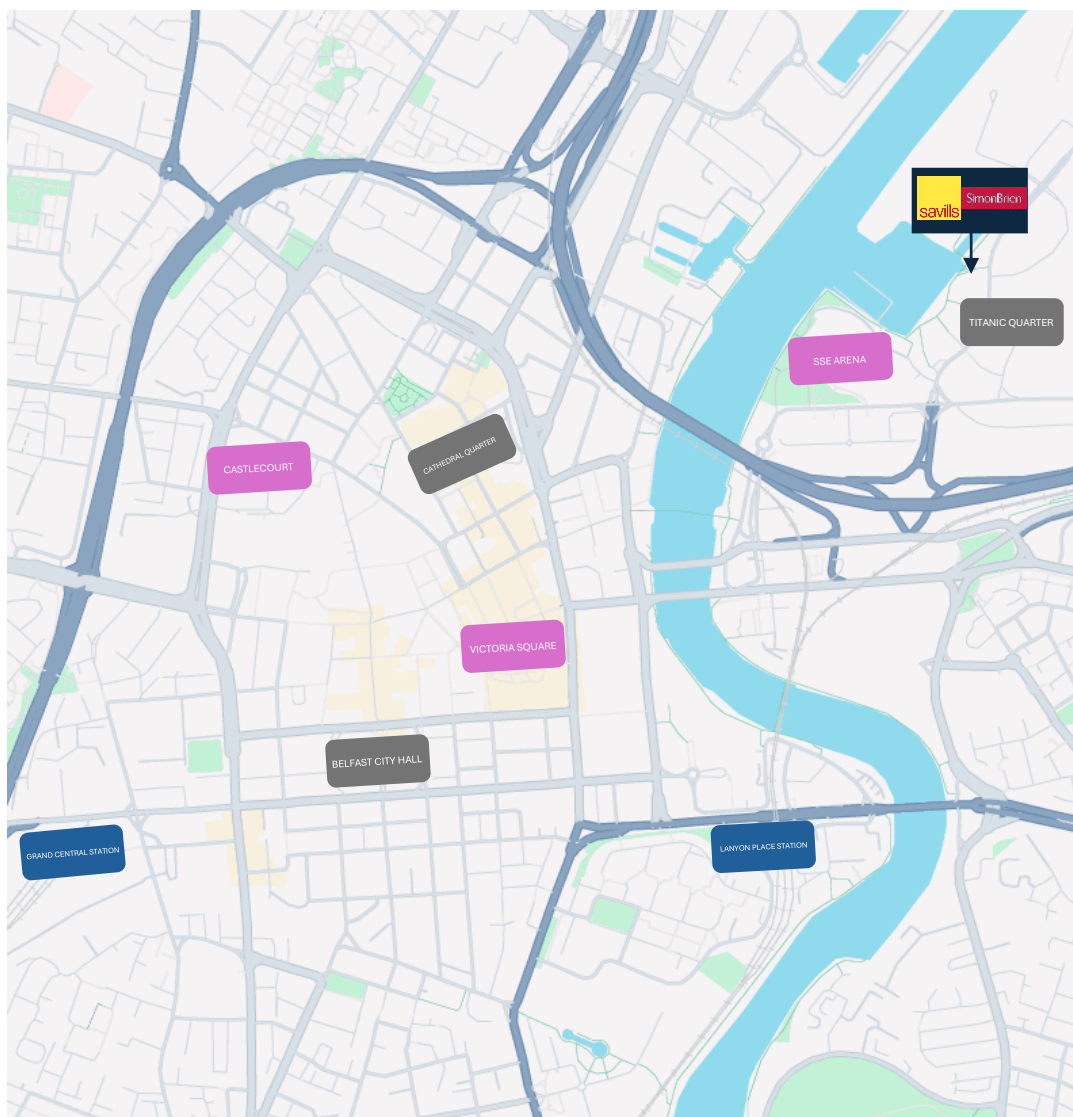 savills
SimonBrien
TITANIC QUARTER
SSE ARENA
CATHEDRAL QUARTER
CASTLECOURT
VICTORIA SQUARE
BELFAST CITY HALL
GRAND CENTRAL STATION
LANYON PLACE STATION